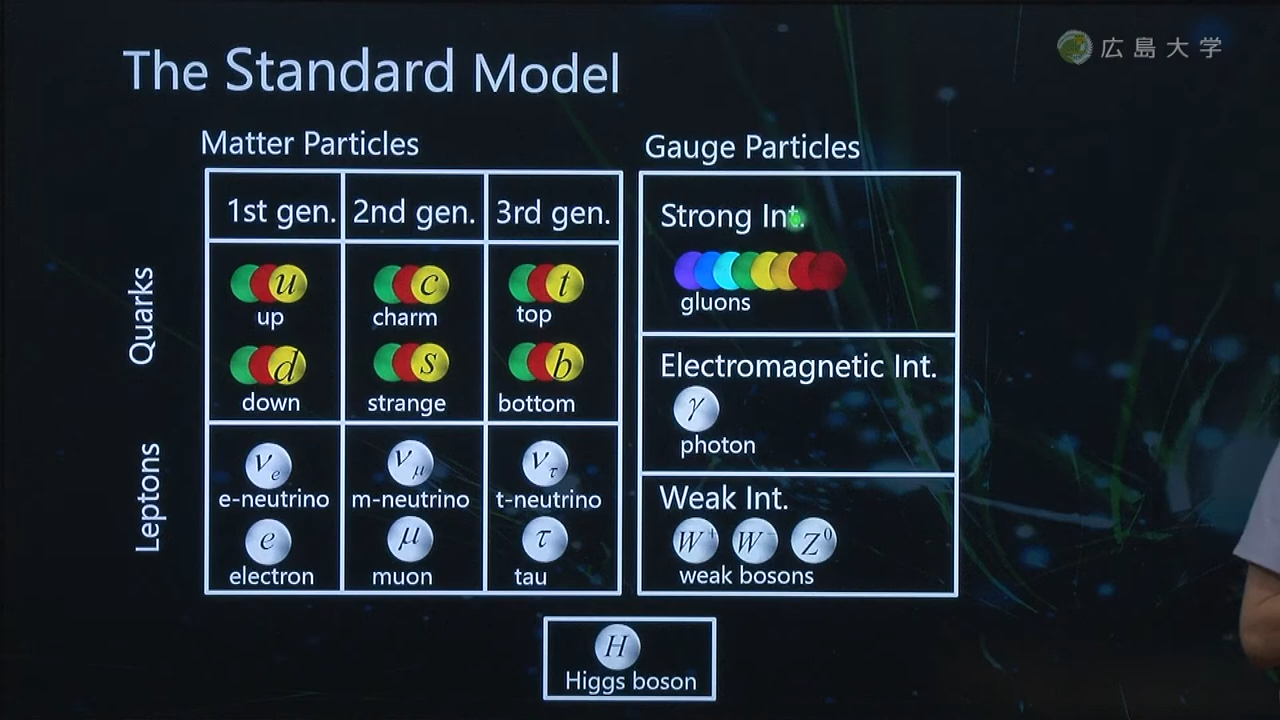 The Standard Model
広島大学
Matter Particles
Gauge Particles
1st gen.
2nd gen.
3rd gen.
Quarks
u
up
c
charm
t
top
d
down
s
strange
b
bottom
Leptons
νe
e-neutrino
νμ
m-neutrino
ντ
t-neutrino
e
electron
μ
muon
τ
tau
Strong Int.
gluons
Electromagnetic Int.
γ
photon
Weak Int.
W+ W- Z0
weak bosons
H
Higgs boson